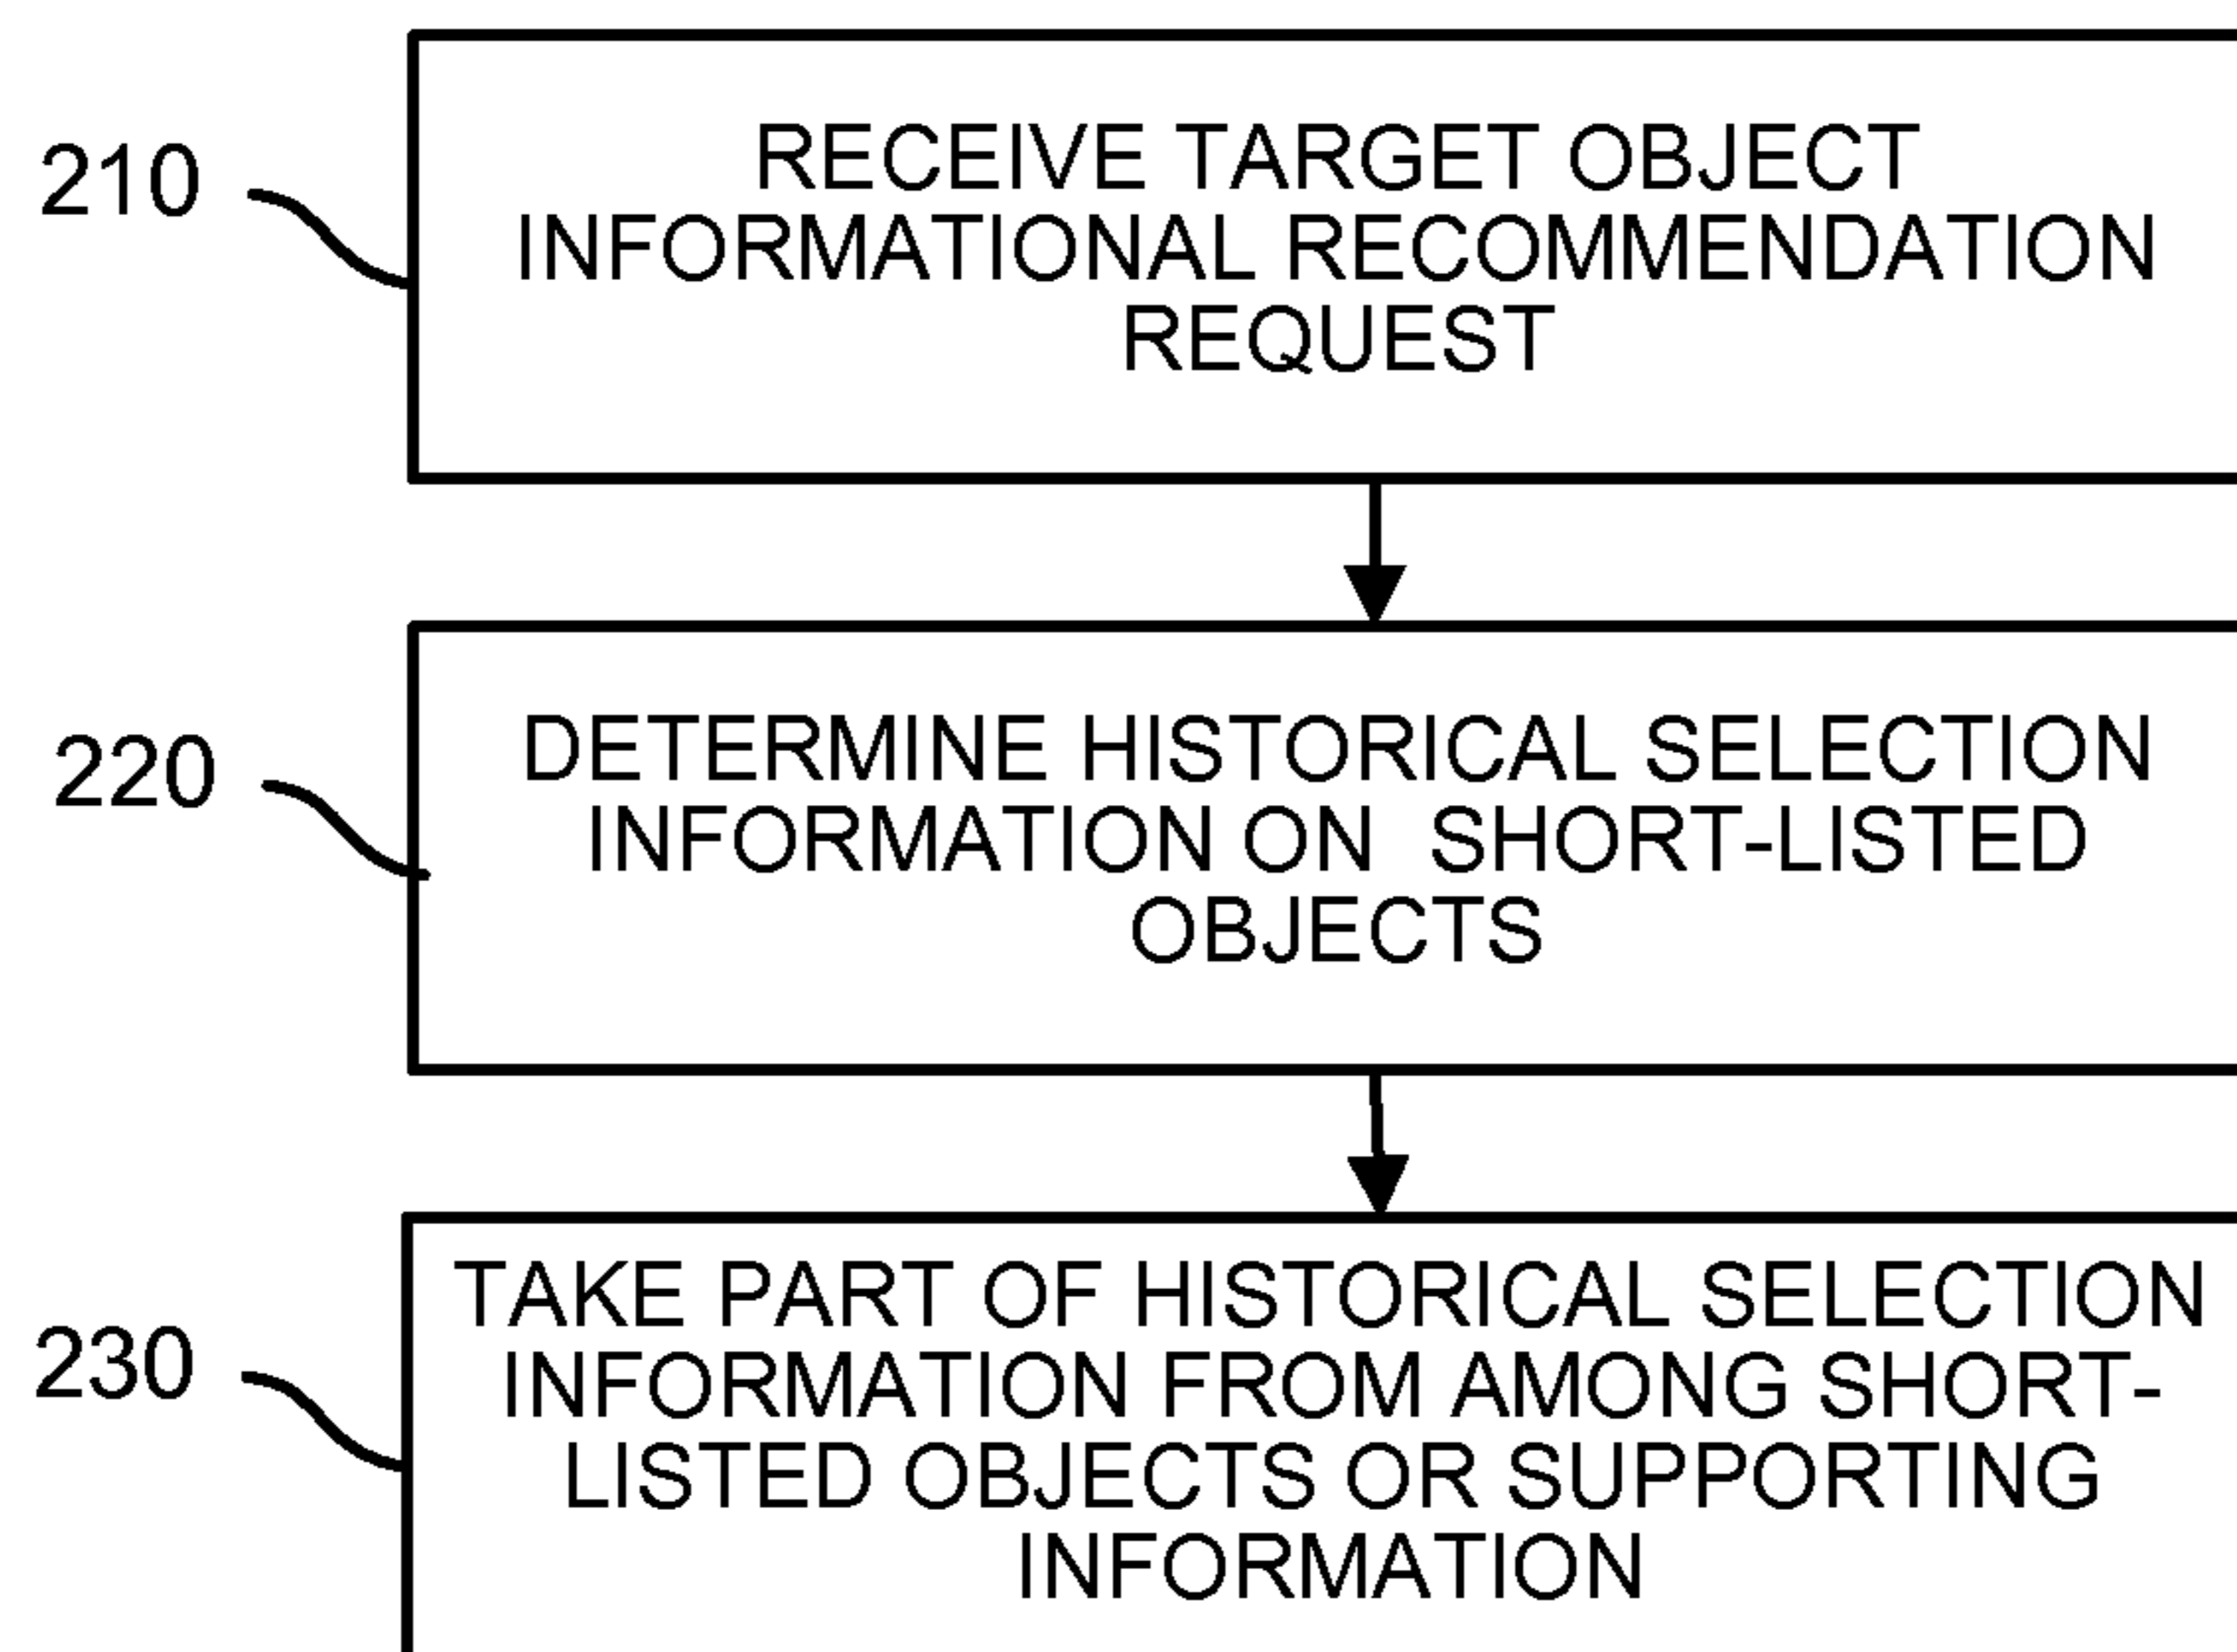 210
RECEIVE TARGET OBJECT
INFORMATIONAL RECOMMENDATION
REQUEST
220
DETERMINE HISTORICAL SELECTION
INFORMATION ON SHORT-LISTED
OBJECTS
230
TAKE PART OF HISTORICAL SELECTION
INFORMATION FROM AMONG SHORT-
LISTED OBJECTS OR SUPPORTING
INFORMATION